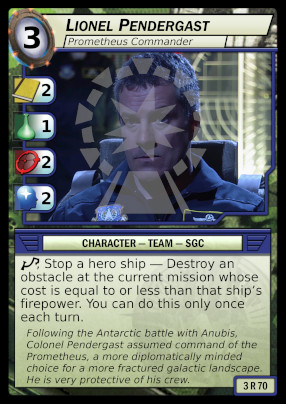 3
LIONEL PENDERGAST
Prometheus Commander
2
1
2
2
CHARACTER – TEAM – SGC
, Stop a hero ship — Destroy an
obstacle at the current mission whose
cost is equal to or less than that ship's
firepower. You can do this only once
each turn.
Following the Antarctic battle with Anubis,
Colonel Pendergast assumed command of the
Prometheus, a more diplomatically minded
choice for a more fractured galactic landscape.
He is very protective of his crew.
3 R 70